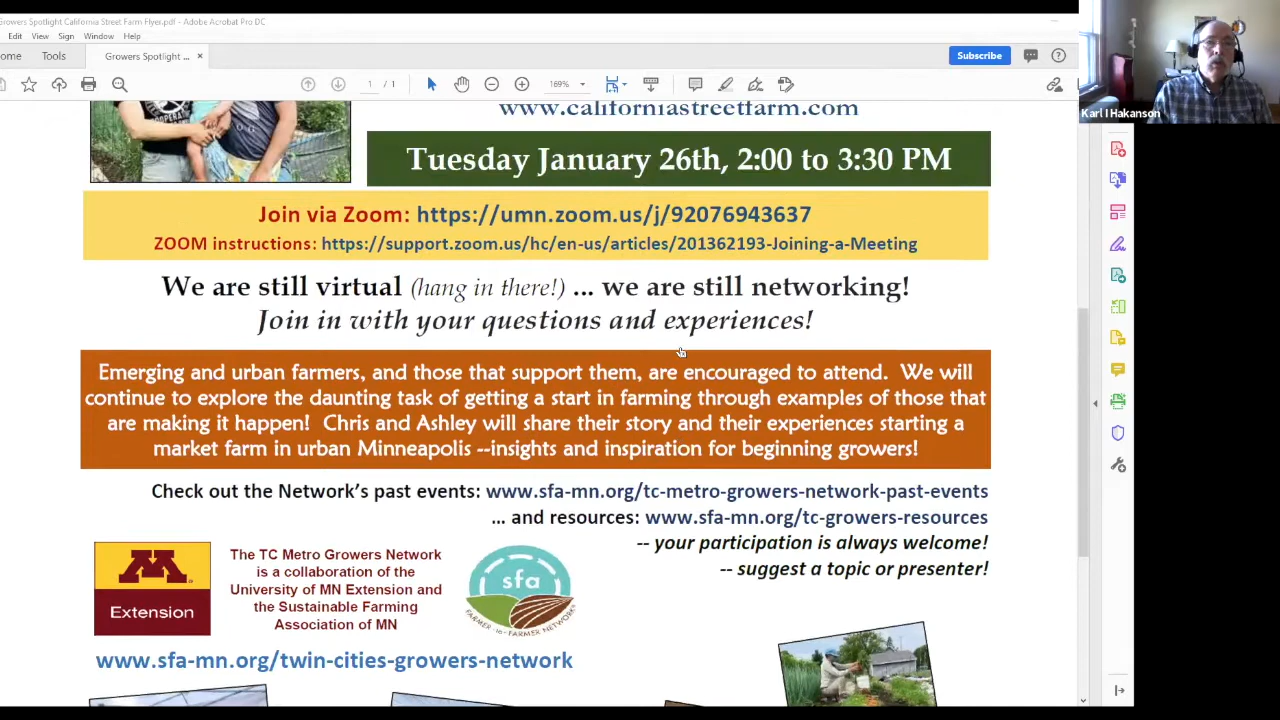 Growers Spotlight California Street Farm Flyer.pdf - Adobe Acrobat Pro DC
Edit View Sign Window Help
ome Tools Growers Spotlight ... ×
Subscribe
1 / 1
169%
www.californiastreetfarm.com
Tuesday January 26th, 2:00 to 3:30 PM
Join via Zoom: https://umn.zoom.us/j/92076943637
ZOOM instructions: https://support.zoom.us/hc/en-us/articles/201362193-Joining-a-Meeting
We are still virtual (hang in there!) ... we are still networking!
Join in with your questions and experiences!
Emerging and urban farmers, and those that support them, are encouraged to attend. We will
continue to explore the daunting task of getting a start in farming through examples of those that
are making it happen! Chris and Ashley will share their story and their experiences starting a
market farm in urban Minneapolis --insights and inspiration for beginning growers!
Check out the Network's past events: www.sfa-mn.org/tc-metro-growers-network-past-events
... and resources: www.sfa-mn.org/tc-growers-resources
-- your participation is always welcome!
-- suggest a topic or presenter!
M
Extension
The TC Metro Growers Network
is a collaboration of the
University of MN Extension and
the Sustainable Farming
Association of MN
sfa
FARMER-to-FARMER NETWORKS
www.sfa-mn.org/twin-cities-growers-network
Karl I Hakanson